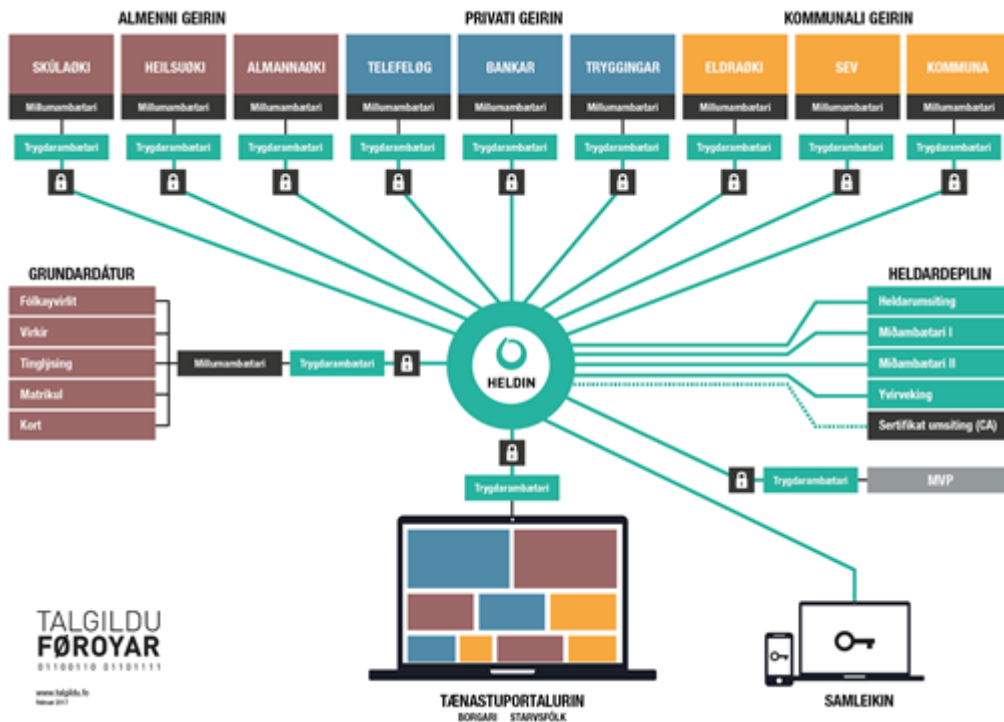 ALMENNI GEIRIN
PRIVATI GEIRIN
KOMMUNALI GEIRIN
SKÚLAØKI
HEILSUØKI
ALMANNAØKI
TELEFELØG
BANKAR
TRYGGINGAR
ELDRAØKI
SEV
KOMMUNA
Millumambætari
Millumambætari
Millumambætari
Millumambætari
Millumambætari
Millumambætari
Millumambætari
Millumambætari
Millumambætari
Trygdarambætari
Trygdarambætari
Trygdarambætari
Trygdarambætari
Trygdarambætari
Trygdarambætari
Trygdarambætari
Trygdarambætari
Trygdarambætari
GRUNDARDÁTUR
Fólkayvirlit
Virkir
Tinglýsing
Matrikul
Kort
Millumambætari
Trygdarambætari
HELDIN
HELDARDEPILIN
Heldarumsiting
Miðambætari I
Miðambætari II
Yvirveking
Sertifikat umsiting (CA)
Trygdarambætari
MVP
Trygdarambætari
TALGILDU
FØROYAR
01100110 01101111
www.talgildu.fo
februar 2017
TÆNASTUPORTALURIN
BORGARI STARVSFÓLK
SAMLEIKIN